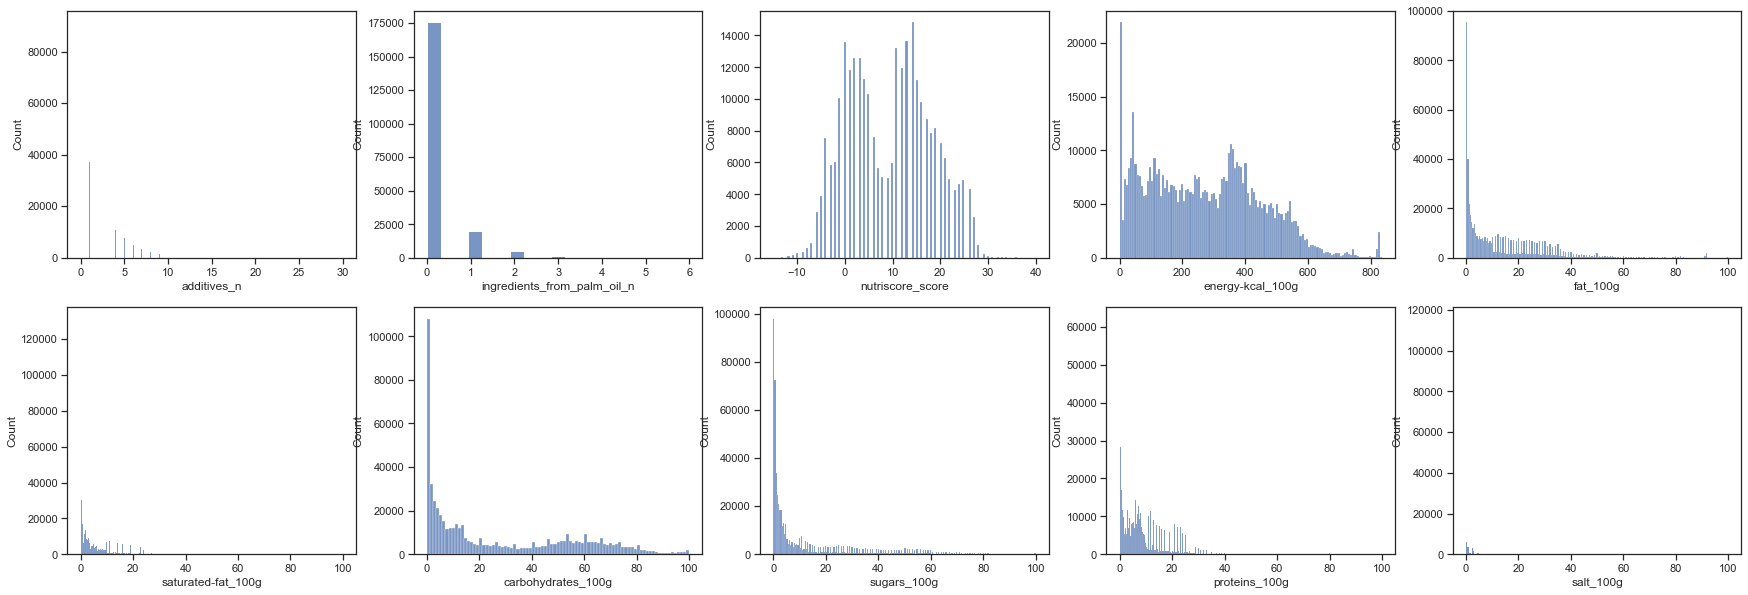 Count
80000
60000
40000
20000
0
0 5 10 15 20 25 30
additives_n
Count
175000
150000
125000
100000
75000
50000
25000
0
0 1 2 3 4 5 6
ingredients_from_palm_oil_n
Count
14000
12000
10000
8000
6000
4000
2000
0
−10 0 10 20 30 40
nutriscore_score
Count
20000
15000
10000
5000
0
0 200 400 600 800
energy-kcal_100g
Count
100000
80000
60000
40000
20000
0
0 20 40 60 80 100
fat_100g
Count
120000
100000
80000
60000
40000
20000
0
0 20 40 60 80 100
saturated-fat_100g
Count
100000
80000
60000
40000
20000
0
0 20 40 60 80 100
carbohydrates_100g
Count
100000
80000
60000
40000
20000
0
0 20 40 60 80 100
sugars_100g
Count
60000
50000
40000
30000
20000
10000
0
0 20 40 60 80 100
proteins_100g
Count
120000
100000
80000
60000
40000
20000
0
0 20 40 60 80 100
salt_100g